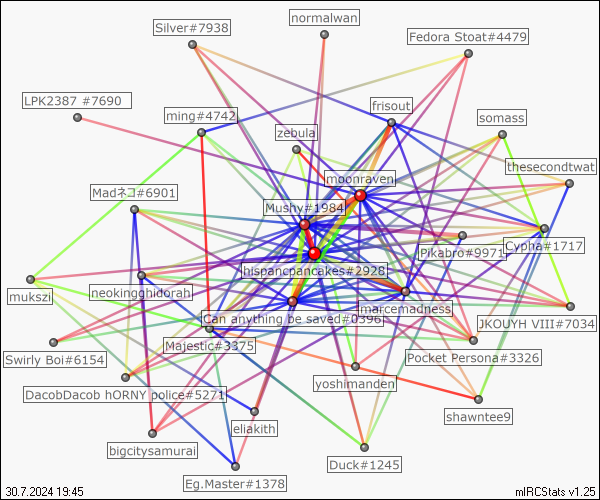 normalwan
Silver#7938
Fedora Stoat#4479
LPK2387 #7690
frisout
ming#4742
somass
zebula
thesecondtwat
moonraven
Madネコ#6901
Mushy#1984
Cypha#1717
Pikabro#9971
hispancpancakes#2928
mukszi
neokingghidorah
marcemadness
Can anything be saved#0396
JKOUYH VIII#7034
Majestic#3375
Swirly Boi#6154
Pocket Persona#3326
yoshimanden
DacobDacob hORNY police#5271
shawntee9
eliakith
bigcitysamurai
Duck#1245
Eg.Master#1378
30.7.2024 19:45
mIRCStats v1.25